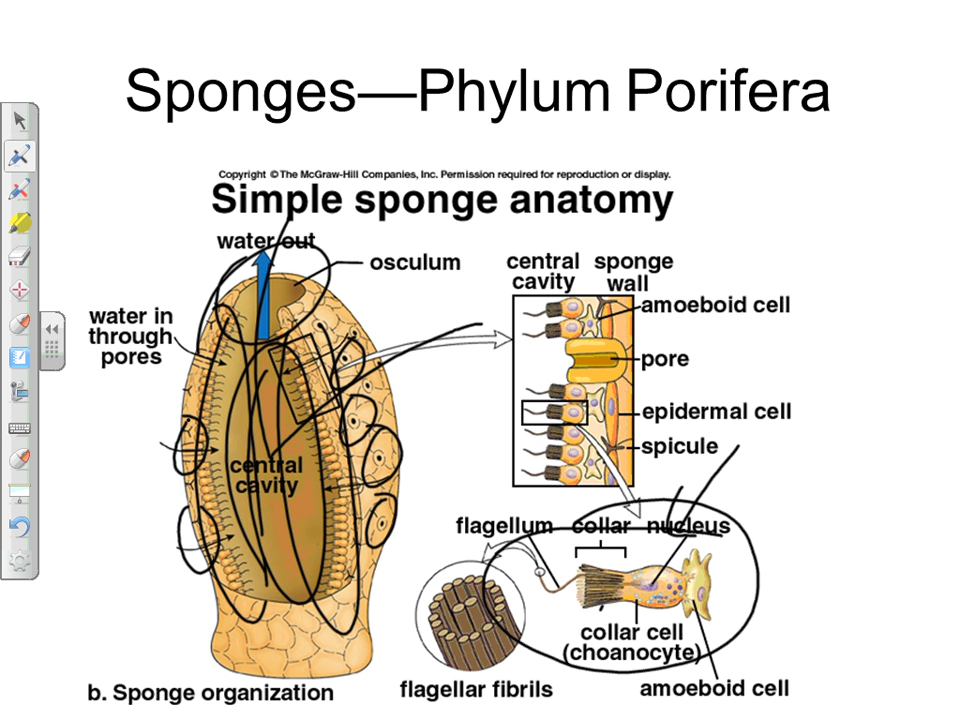 Sponges—Phylum Porifera
Copyright © The McGraw-Hill Companies, Inc. Permission required for reproduction or display.
Simple sponge anatomy
water out
osculum
water in
through
pores
central
cavity
central
cavity
sponge
wall
amoeboid cell
pore
epidermal cell
spicule
flagellum
collar
nucleus
collar cell
(choanocyte)
b. Sponge organization
flagellar fibrils
amoeboid cell